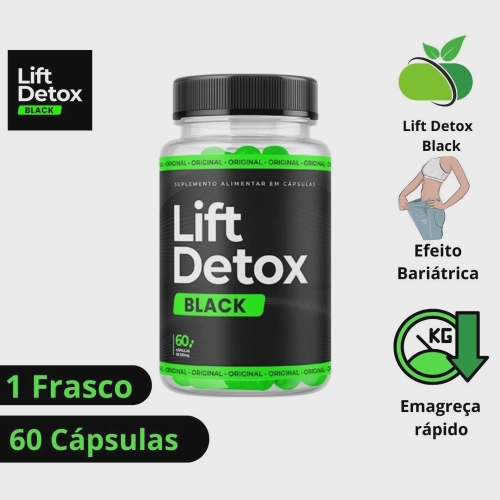 Lift
Detox
BLACK
ORIGINAL • ORIGINAL • ORIGINAL • ORIGINAL
SUPLEMENTO ALIMENTAR EM CÁPSULAS
Lift
Detox
BLACK
60
CÁPSULAS
ORIGINAL • ORIGINAL • ORIGINAL • ORIGINAL
1 Frasco
60 Cápsulas
Lift Detox
Black
Efeito
Bariátrica
KG
Emagreça
rápido